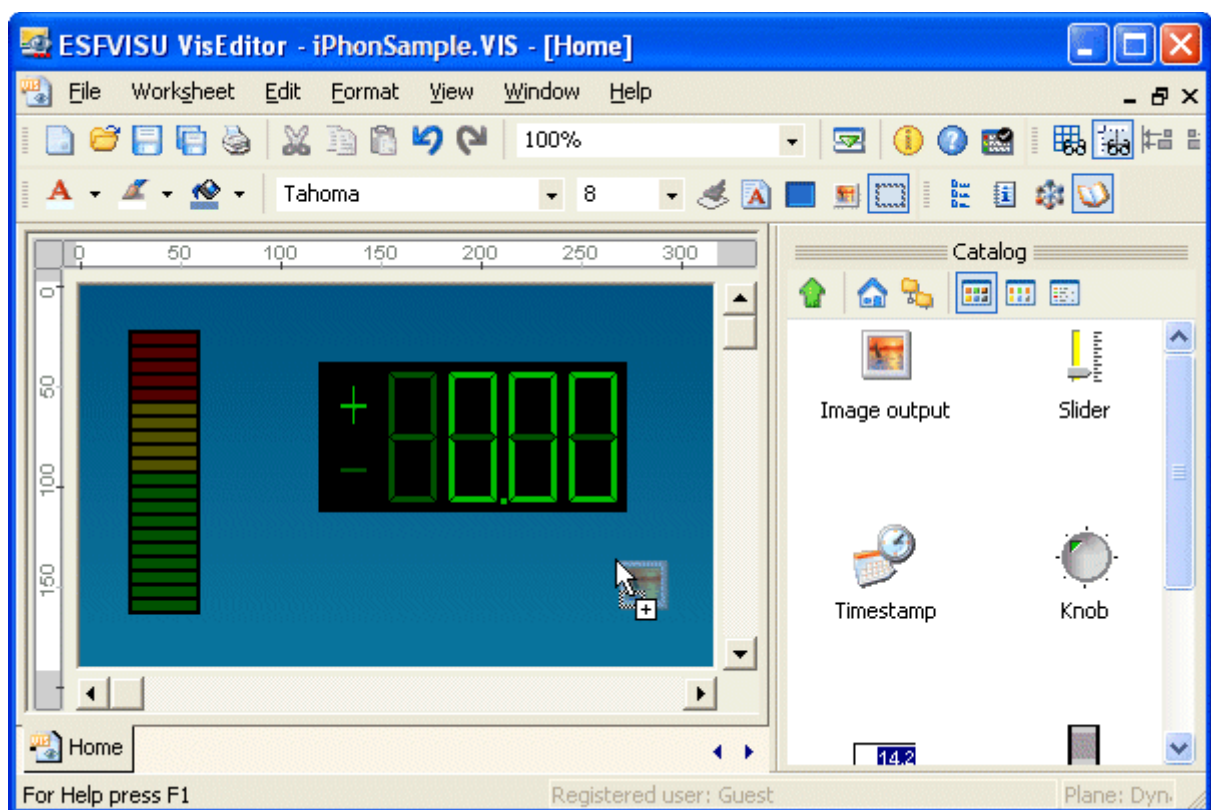 ESFVISU VisEditor - iPhonSample.VIS - [Home]
File Worksheet Edit Format View Window Help
100%
Tahoma 8
0 50 100 150 200 250 300
Catalog
0
50
100
150
+ 0.00
−
Image output Slider
Timestamp Knob
14.2
Home
For Help press F1 Registered user: Guest Plane: Dyn